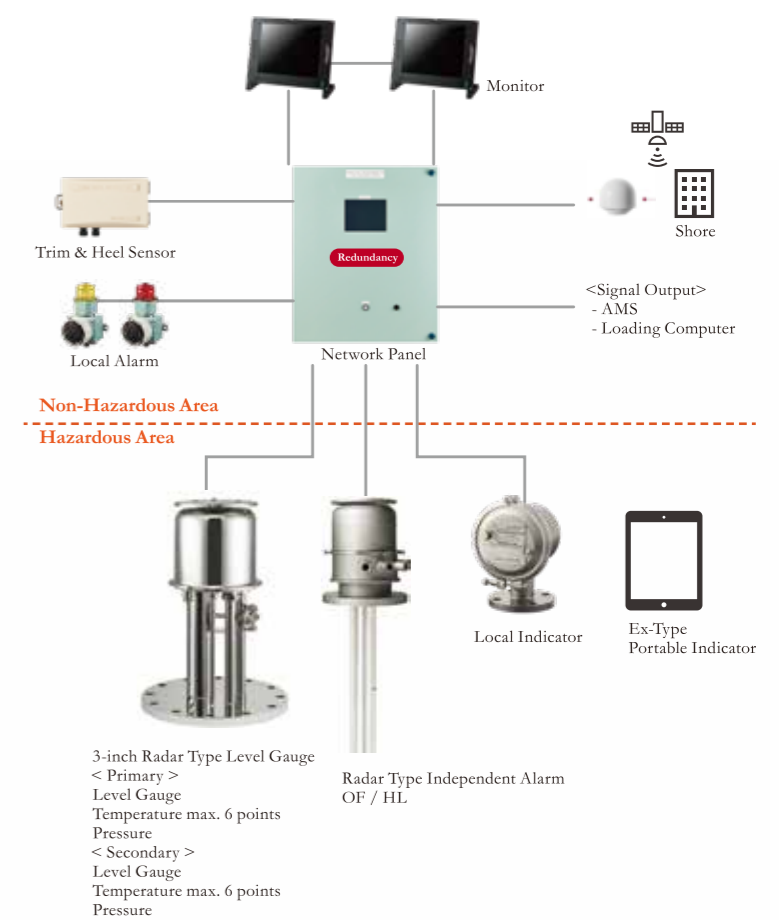 Monitor
Trim & Heel Sensor
Redundancy
Shore
<Signal Output>
- AMS
- Loading Computer
Local Alarm
Network Panel
Non-Hazardous Area
Hazardous Area
Local Indicator
Ex-Type
Portable Indicator
3-inch Radar Type Level Gauge
< Primary >
Level Gauge
Temperature max. 6 points
Pressure
< Secondary >
Level Gauge
Temperature max. 6 points
Pressure
Radar Type Independent Alarm
OF / HL